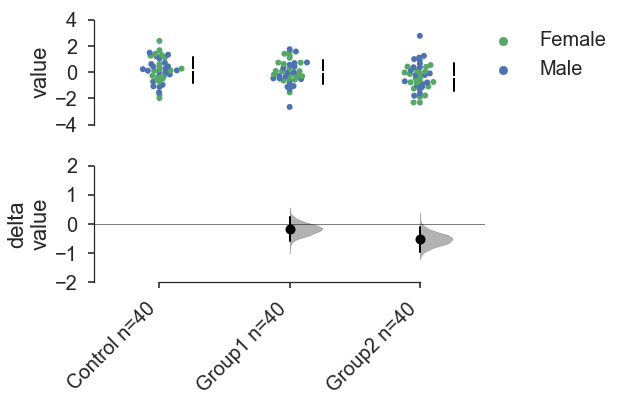 4
2
0
−2
−4
value
Female
Male
2
1
0
−1
−2
delta
value
Control n=40
Group1 n=40
Group2 n=40